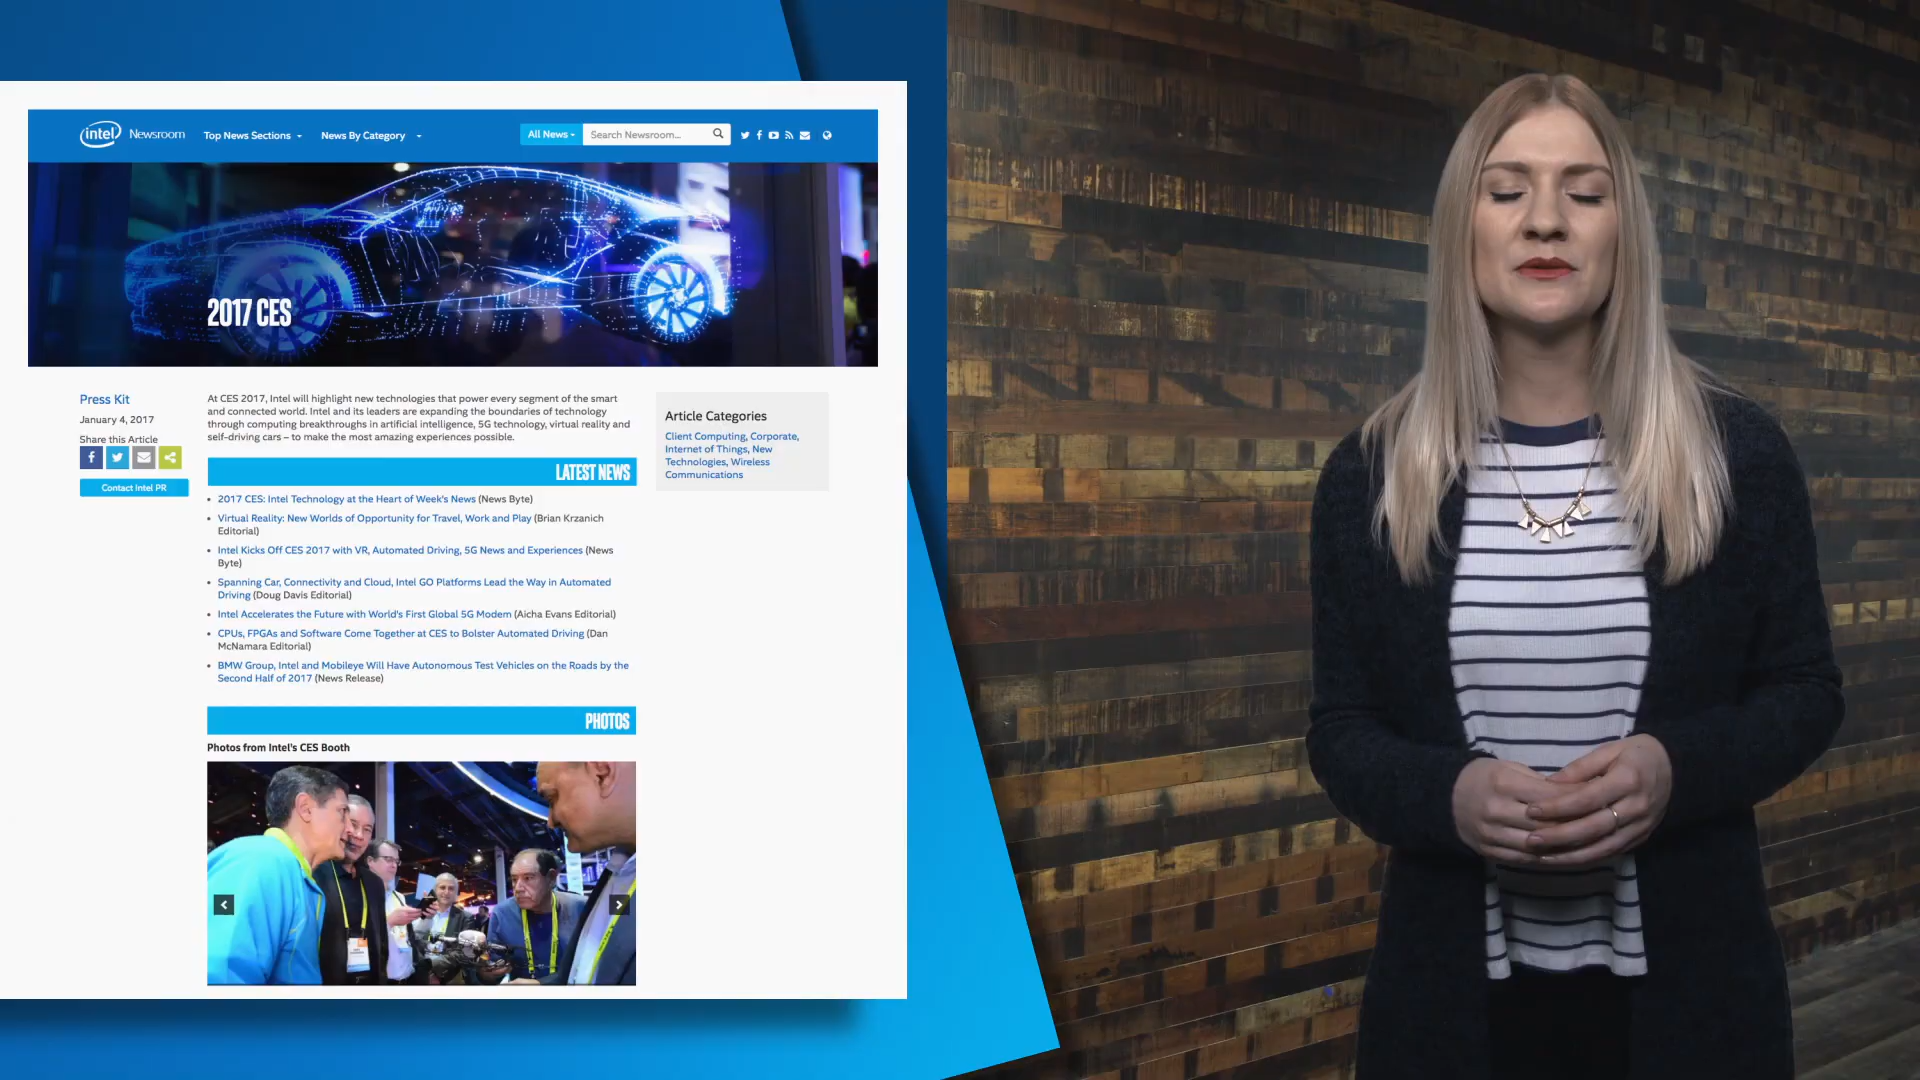 intel Newsroom Top News Sections News By Category All News Search Newsroom...
2017 CES
Press Kit
January 4, 2017
Share this Article
Contact Intel PR
At CES 2017, Intel will highlight new technologies that power every segment of the smart
and connected world. Intel and its leaders are expanding the boundaries of technology
through computing breakthroughs in artificial intelligence, 5G technology, virtual reality and
self-driving cars – to make the most amazing experiences possible.
LATEST NEWS
• 2017 CES: Intel Technology at the Heart of Week's News (News Byte)
• Virtual Reality: New Worlds of Opportunity for Travel, Work and Play (Brian Krzanich
Editorial)
• Intel Kicks Off CES 2017 with VR, Automated Driving, 5G News and Experiences (News
Byte)
• Spanning Car, Connectivity and Cloud, Intel GO Platforms Lead the Way in Automated
Driving (Doug Davis Editorial)
• Intel Accelerates the Future with World's First Global 5G Modem (Aicha Evans Editorial)
• CPUs, FPGAs and Software Come Together at CES to Bolster Automated Driving (Dan
McNamara Editorial)
• BMW Group, Intel and Mobileye Will Have Autonomous Test Vehicles on the Roads by the
Second Half of 2017 (News Release)
PHOTOS
Photos from Intel's CES Booth
Article Categories
Client Computing, Corporate,
Internet of Things, New
Technologies, Wireless
Communications